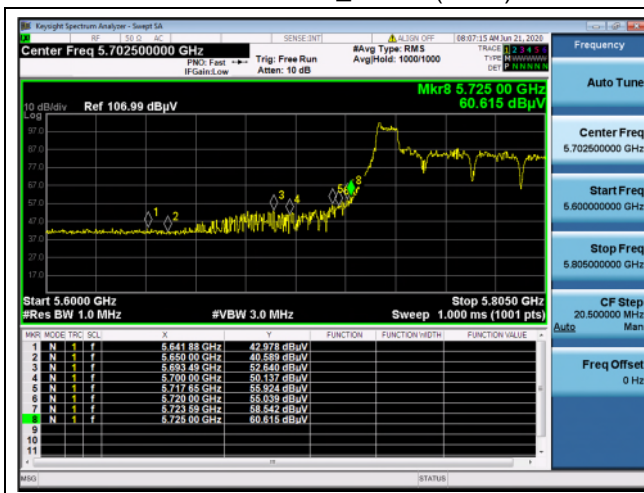 Keysight Spectrum Analyzer - Swept SA
RF 50 Ω AC SENSE:INT ALIGN OFF 08:07:15 AM Jun 21, 2020
Center Freq 5.702500000 GHz #Avg Type: RMS TRACE 1 2 3 4 5 6
PNO: Fast Trig: Free Run Avg|Hold: 1000/1000 TYPE M WWWWW
IFGain:Low Atten: 10 dB DET P N N N N N
Mkr8 5.725 00 GHz
10 dB/div Ref 106.99 dBµV 60.615 dBµV
Log
97.0
87.0
77.0
67.0
57.0
47.0
37.0
27.0
17.0
1 2 3 4 5 6 8
Start 5.6000 GHz Stop 5.8050 GHz
#Res BW 1.0 MHz #VBW 3.0 MHz Sweep 1.000 ms (1001 pts)
MKR MODE TRC SCL X Y FUNCTION FUNCTION WIDTH FUNCTION VALUE
1 N 1 f 5.641 88 GHz 42.978 dBµV
2 N 1 f 5.650 00 GHz 40.589 dBµV
3 N 1 f 5.693 49 GHz 52.640 dBµV
4 N 1 f 5.700 00 GHz 50.137 dBµV
5 N 1 f 5.717 65 GHz 55.924 dBµV
6 N 1 f 5.720 00 GHz 55.039 dBµV
7 N 1 f 5.723 59 GHz 58.542 dBµV
8 N 1 f 5.725 00 GHz 60.615 dBµV
9
10
11
MSG STATUS
Frequency
Auto Tune
Center Freq
5.702500000 GHz
Start Freq
5.600000000 GHz
Stop Freq
5.805000000 GHz
CF Step
20.500000 MHz
Auto Man
Freq Offset
0 Hz